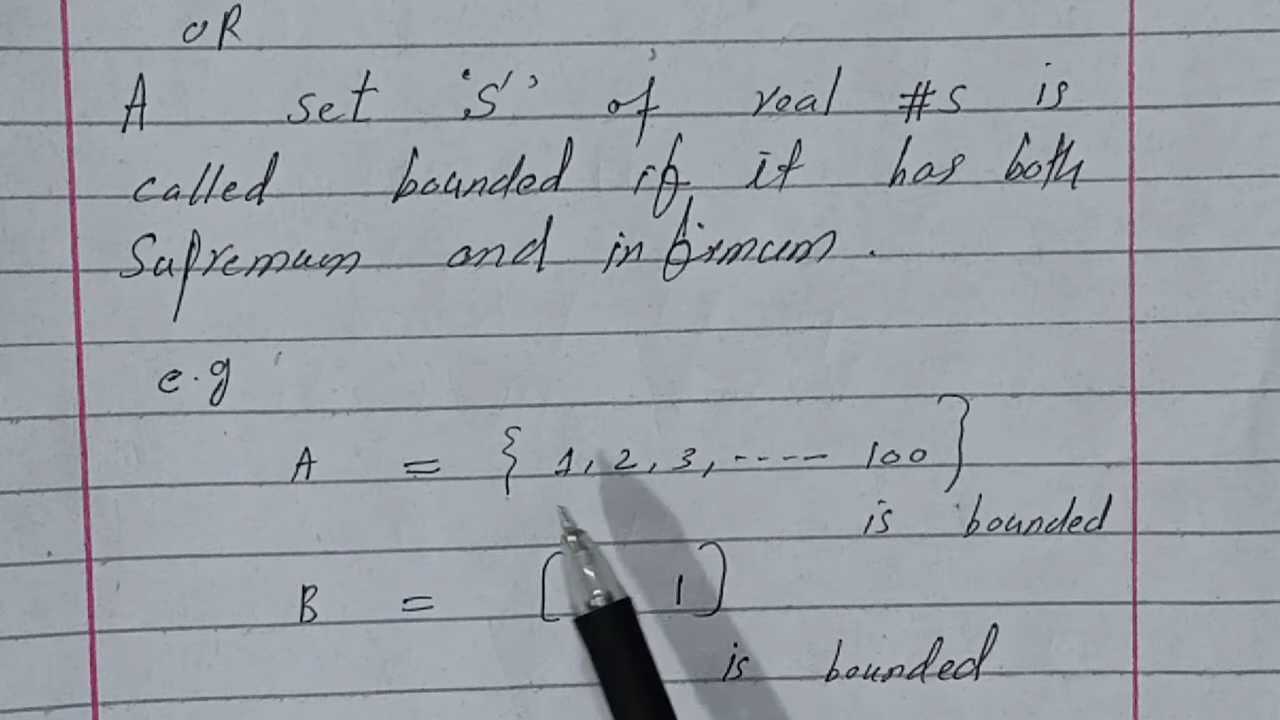 OR
A set 'S' of real #s is
called bounded if it has both
Supremum and infimum.
e.g
A = { 1, 2, 3, ---- 100 }
is bounded
B = [ 1 ]
is bounded